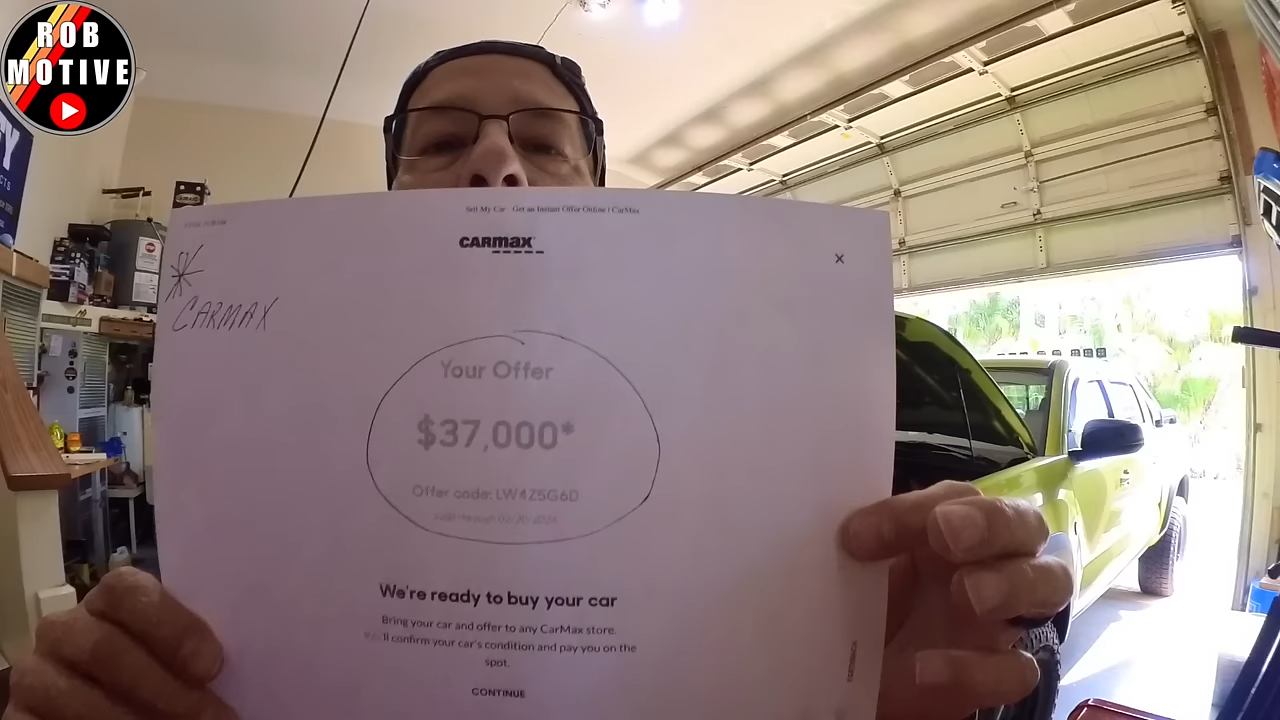 ROB
MOTIVE
Sell My Car - Get an Instant Offer Online | CarMax
CARMAX
×
CARMAX
Your Offer
$37,000*
Offer code: LW4Z5G6D
We're ready to buy your car
Bring your car and offer to any CarMax store.
We'll confirm your car's condition and pay you on the
spot.
CONTINUE